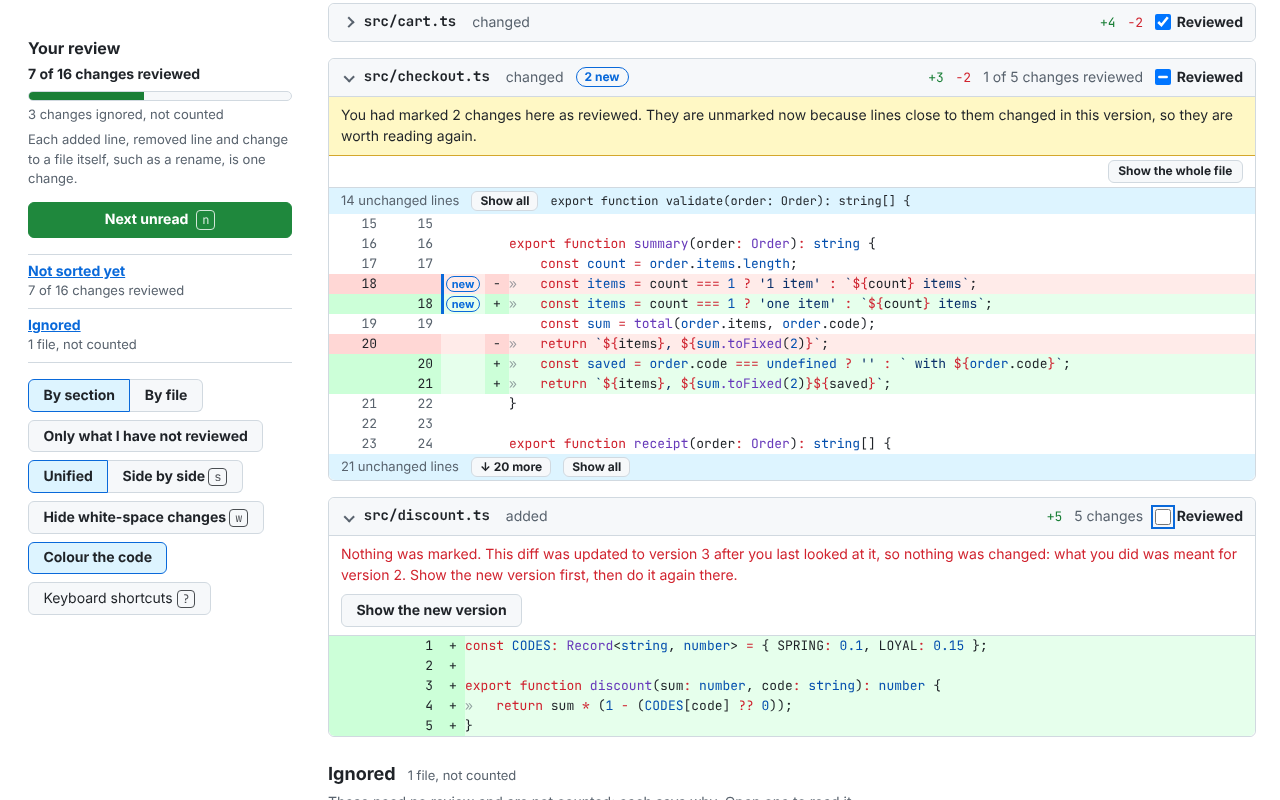 src/cart.ts changed +4 -2 Reviewed
Your review
7 of 16 changes reviewed
3 changes ignored, not counted
Each added line, removed line and change
to a file itself, such as a rename, is one
change.
Next unread n
Not sorted yet
7 of 16 changes reviewed
Ignored
1 file, not counted
By section By file
Only what I have not reviewed
Unified Side by side s
Hide white-space changes w
Colour the code
Keyboard shortcuts ?
src/checkout.ts changed 2 new +3 -2 1 of 5 changes reviewed Reviewed
You had marked 2 changes here as reviewed. They are unmarked now because lines close to them changed in this version, so they are
worth reading again.
Show the whole file
14 unchanged lines Show all export function validate(order: Order): string[] {
15 15
16 16 export function summary(order: Order): string {
17 17 const count = order.items.length;
18 new - » const items = count === 1 ? '1 item' : `${count} items`;
18 new + » const items = count === 1 ? 'one item' : `${count} items`;
19 19 const sum = total(order.items, order.code);
20 - » return `${items}, ${sum.toFixed(2)}`;
20 + » const saved = order.code === undefined ? '' : ` with ${order.code}`;
21 + » return `${items}, ${sum.toFixed(2)}${saved}`;
21 22 }
22 23
23 24 export function receipt(order: Order): string[] {
21 unchanged lines ↓ 20 more Show all
src/discount.ts added +5 5 changes Reviewed
Nothing was marked. This diff was updated to version 3 after you last looked at it, so nothing was changed: what you did was meant for
version 2. Show the new version first, then do it again there.
Show the new version
1 + const CODES: Record<string, number> = { SPRING: 0.1, LOYAL: 0.15 };
2 +
3 + export function discount(sum: number, code: string): number {
4 + » return sum * (1 - (CODES[code] ?? 0));
5 + }
Ignored 1 file, not counted